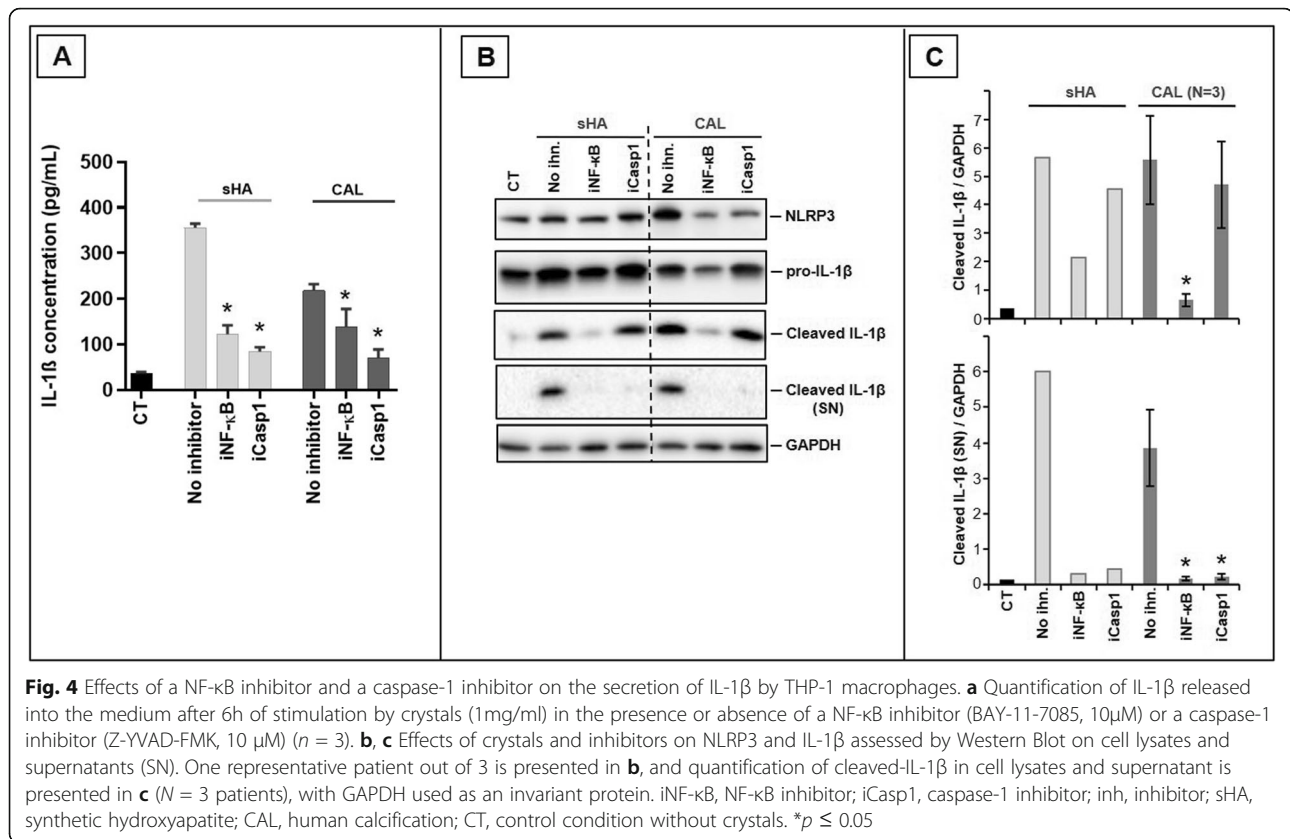 A
IL-1ß concentration (pg/mL)
500
400
300
200
100
0
sHA
CAL
*
*
*
*
CT
No inhibitor
iNF-κB
iCasp1
No inhibitor
iNF-κB
iCasp1
B
sHA
CAL
CT
No ihn.
iNF-κB
iCasp1
No ihn.
iNF-κB
iCasp1
NLRP3
pro-IL-1β
Cleaved IL-1β
Cleaved IL-1β
(SN)
GAPDH
C
sHA
CAL (N=3)
Cleaved IL-1β / GAPDH
7
6
5
4
3
2
1
0
*
Cleaved IL-1β (SN) / GAPDH
6
5
4
3
2
1
0
*
*
CT
No ihn.
iNF-κB
iCasp1
No ihn.
iNF-κB
iCasp1
Fig. 4 Effects of a NF-κB inhibitor and a caspase-1 inhibitor on the secretion of IL-1β by THP-1 macrophages. a Quantification of IL-1β released
into the medium after 6h of stimulation by crystals (1mg/ml) in the presence or absence of a NF-κB inhibitor (BAY-11-7085, 10μM) or a caspase-1
inhibitor (Z-YVAD-FMK, 10 μM) (n = 3). b, c Effects of crystals and inhibitors on NLRP3 and IL-1β assessed by Western Blot on cell lysates and
supernatants (SN). One representative patient out of 3 is presented in b, and quantification of cleaved-IL-1β in cell lysates and supernatant is
presented in c (N = 3 patients), with GAPDH used as an invariant protein. iNF-κB, NF-κB inhibitor; iCasp1, caspase-1 inhibitor; inh, inhibitor; sHA,
synthetic hydroxyapatite; CAL, human calcification; CT, control condition without crystals. *p ≤ 0.05